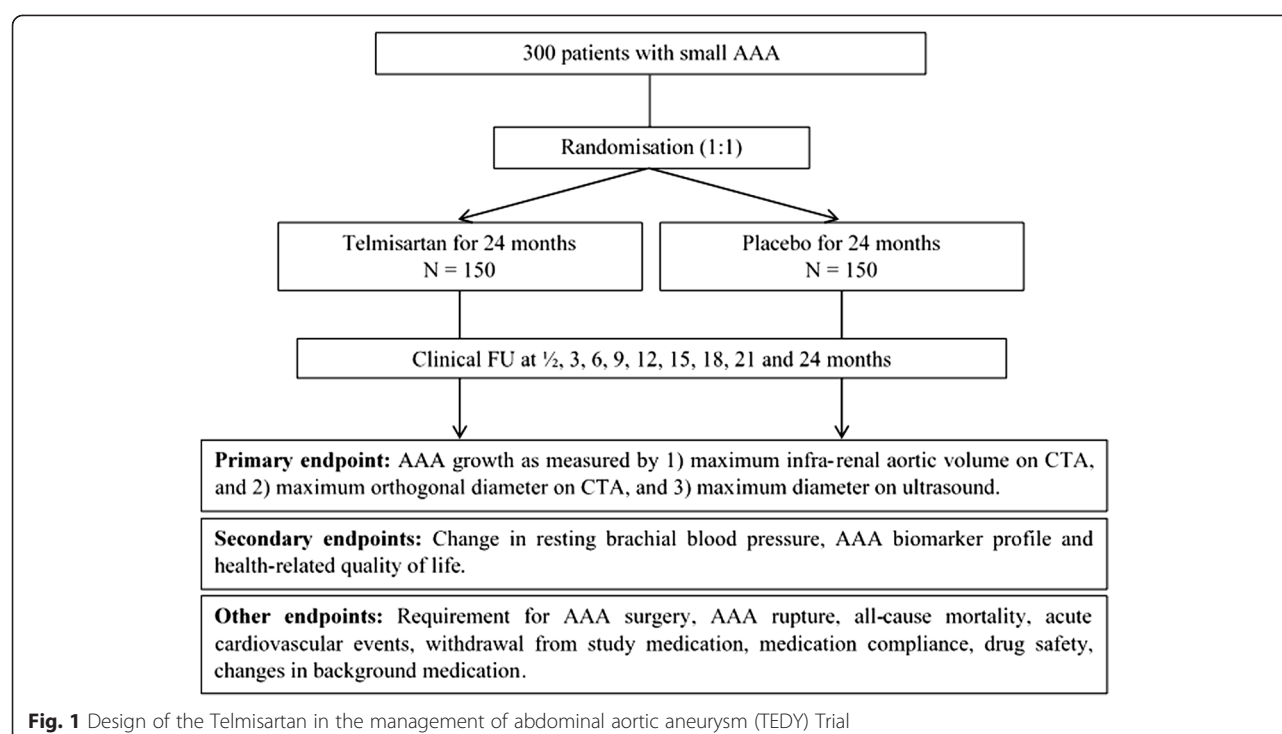 300 patients with small AAA
Randomisation (1:1)
Telmisartan for 24 months
N = 150
Placebo for 24 months
N = 150
Clinical FU at ½, 3, 6, 9, 12, 15, 18, 21 and 24 months
Primary endpoint: AAA growth as measured by 1) maximum infra-renal aortic volume on CTA,
and 2) maximum orthogonal diameter on CTA, and 3) maximum diameter on ultrasound.
Secondary endpoints: Change in resting brachial blood pressure, AAA biomarker profile and
health-related quality of life.
Other endpoints: Requirement for AAA surgery, AAA rupture, all-cause mortality, acute
cardiovascular events, withdrawal from study medication, medication compliance, drug safety,
changes in background medication.
Fig. 1 Design of the Telmisartan in the management of abdominal aortic aneurysm (TEDY) Trial